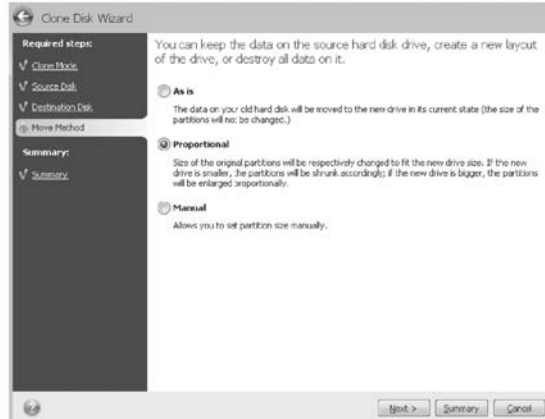 Clone Disk Wizard
Required steps:
Clone Mode
Source Disk
Destination Disk
Move Method
Summary:
Summary
You can keep the data on the source hard disk drive, create a new layout
of the drive, or destroy all data on it.
As is
The data on your old hard disk will be moved to the new drive in its current state (the size of the
partitions will not be changed.)
Proportional
Size of the original partitions will be respectively changed to fit the new drive size. If the new
drive is smaller, the partitions will be shrunk accordingly; if the new drive is bigger, the partitions
will be enlarged proportionally.
Manual
Allows you to set partition size manually.
Next >
Summary
Cancel